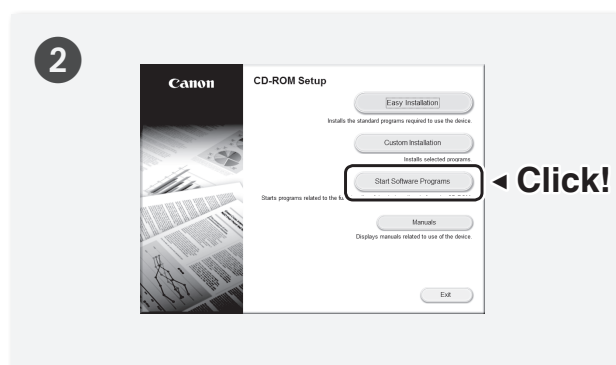 2
Canon
CD-ROM Setup
Easy Installation
Installs the standard programs required to use the device.
Custom Installation
Installs selected programs.
Start Software Programs
◄ Click!
Starts programs related to the
Manuals
Displays manuals related to use of the device.
Exit